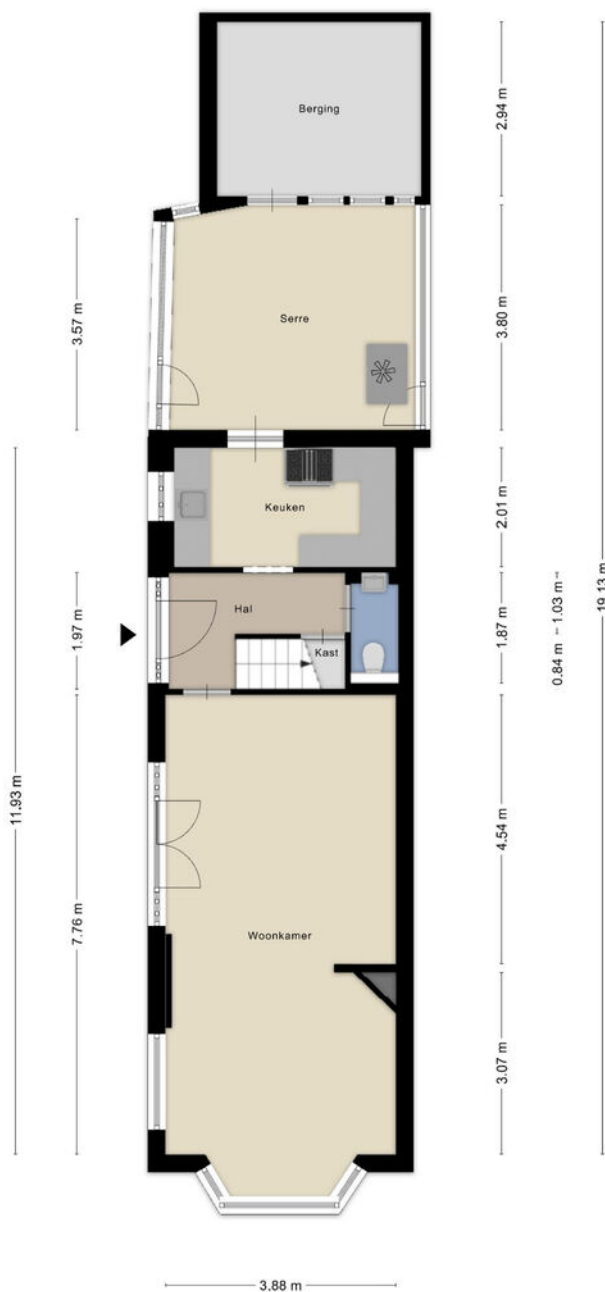 Berging
2.94 m
19.13 m
3.57 m
Serre
3.80 m
Keuken
2.01 m
11.93 m
1.97 m
Hal
Kast
1.87 m
0.84 m
1.03 m
7.76 m
Woonkamer
4.54 m
3.07 m
3.88 m